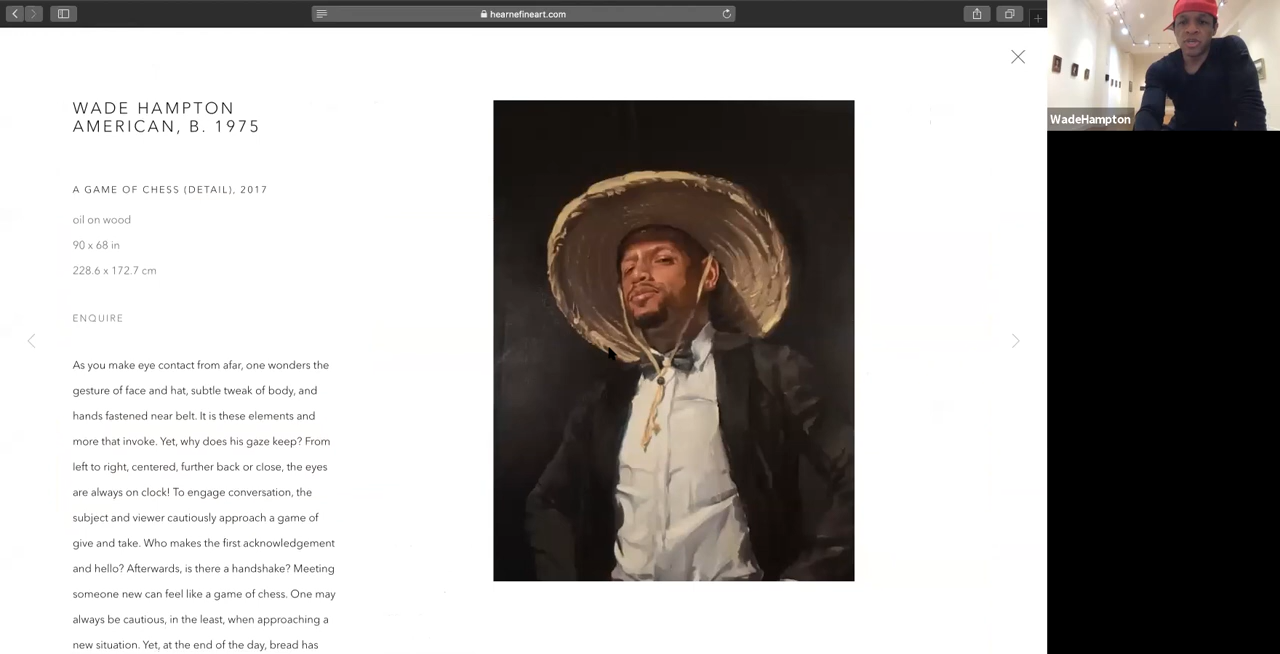 hearnefineart.com
WADE HAMPTON
AMERICAN, B. 1975
A GAME OF CHESS (DETAIL), 2017
oil on wood
90 x 68 in
228.6 x 172.7 cm
ENQUIRE
As you make eye contact from afar, one wonders the
gesture of face and hat, subtle tweak of body, and
hands fastened near belt. It is these elements and
more that invoke. Yet, why does his gaze keep? From
left to right, centered, further back or close, the eyes
are always on clock! To engage conversation, the
subject and viewer cautiously approach a game of
give and take. Who makes the first acknowledgement
and hello? Afterwards, is there a handshake? Meeting
someone new can feel like a game of chess. One may
always be cautious, in the least, when approaching a
new situation. Yet, at the end of the day, bread has
WadeHampton